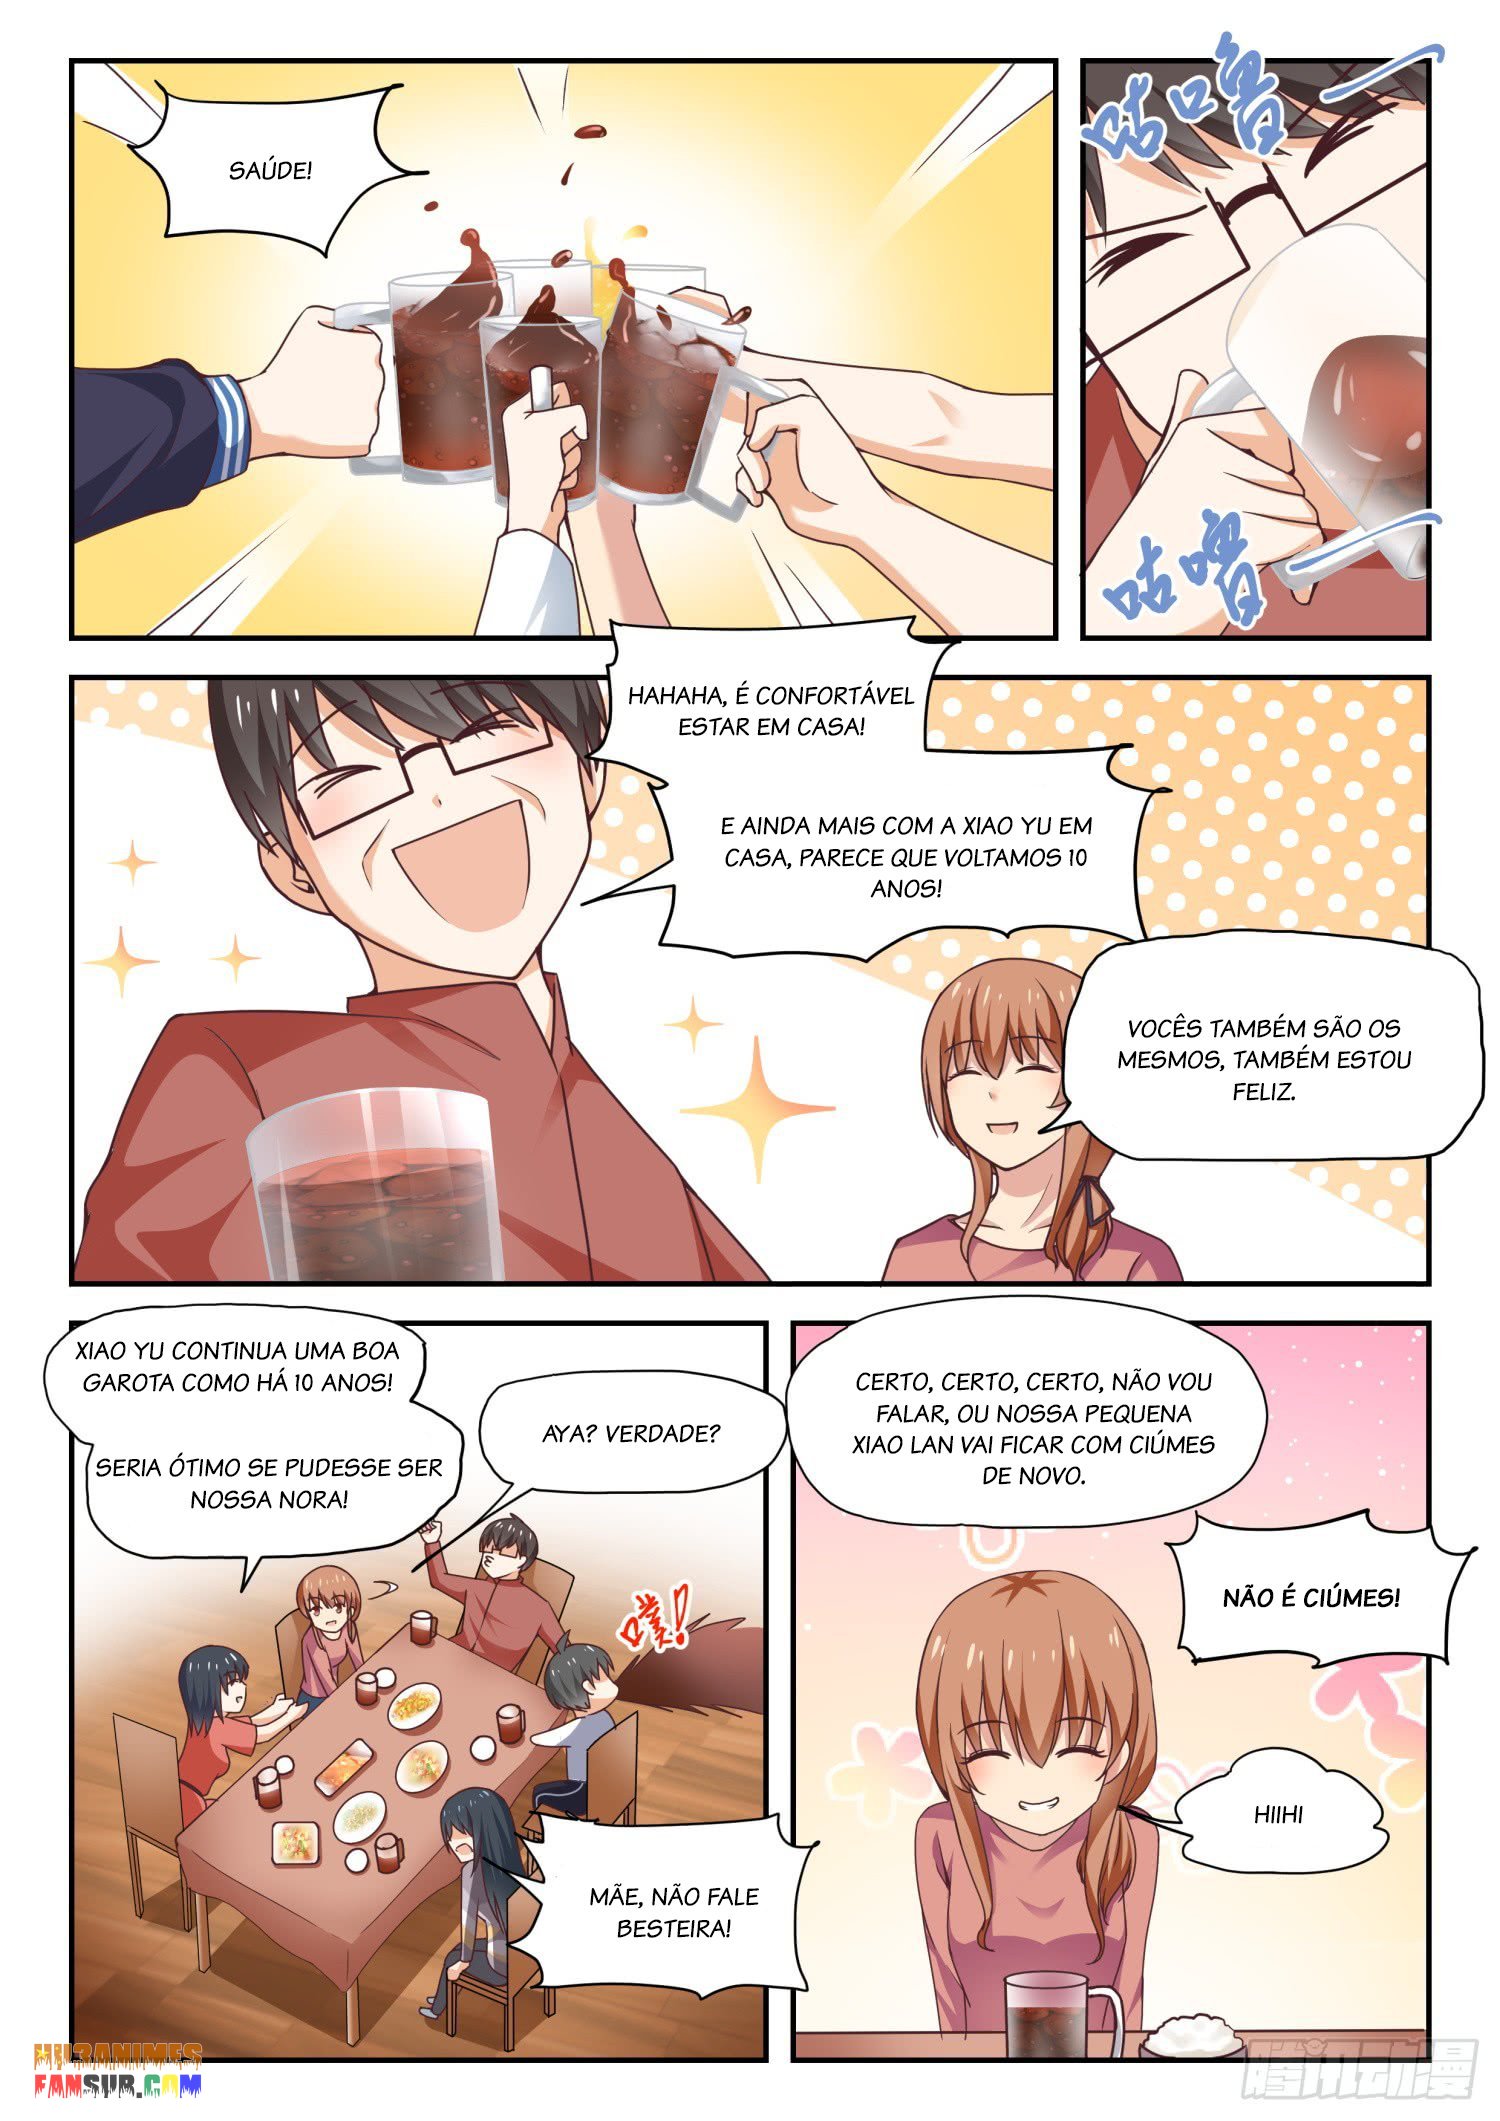 SAÚDE!
咕噜
咕噜
HAHAHA, É CONFORTÁVEL
ESTAR EM CASA!
E AINDA MAIS COM A XIAO YU EM
CASA, PARECE QUE VOLTAMOS 10
ANOS!
VOCÊS TAMBÉM SÃO OS
MESMOS, TAMBÉM ESTOU
FELIZ.
XIAO YU CONTINUA UMA BOA
GAROTA COMO HÁ 10 ANOS!
SERIA ÓTIMO SE PUDESSE SER
NOSSA NORA!
AYA? VERDADE?
噗!
MÃE, NÃO FALE
BESTEIRA!
CERTO, CERTO, CERTO, NÃO VOU
FALAR, OU NOSSA PEQUENA
XIAO LAN VAI FICAR COM CIÚMES
DE NOVO.
NÃO É CIÚMES!
HIIHI
FANSUB.COM
腾讯动漫